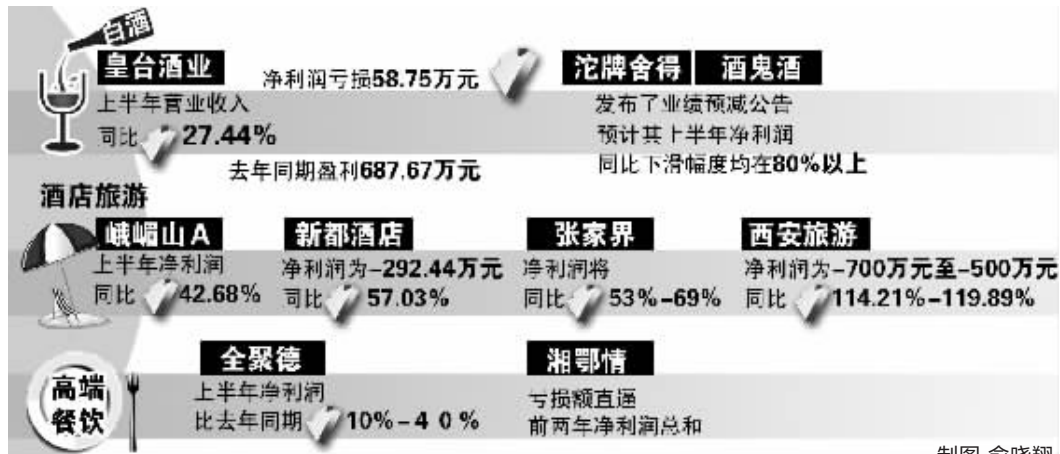 白酒
皇台酒业
净利润亏损58.75万元
上半年营业收入
同比 27.44%
去年同期盈利687.67万元
沱牌舍得 酒鬼酒
发布了业绩预减公告
预计其上半年净利润
同比下滑幅度均在80%以上
酒店旅游
峨嵋山A
上半年净利润
同比 42.68%
新都酒店
净利润为-292.44万元
同比 57.03%
张家界
净利润将
同比 53%-69%
西安旅游
净利润为-700万元至-500万元
同比 114.21%-119.89%
高端
餐饮
全聚德
上半年净利润
比去年同期 10%-40%
湘鄂情
亏损额直逼
前两年净利润总和
制图 俞晓翔